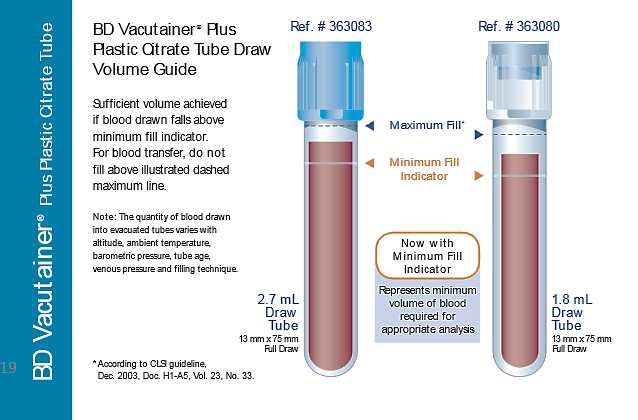 BD Vacutainer® Plus Plastic Citrate Tube
19
BD Vacutainer® Plus
Plastic Citrate Tube Draw
Volume Guide
Sufficient volume achieved
if blood drawn falls above
minimum fill indicator.
For blood transfer, do not
fill above illustrated dashed
maximum line.
Note: The quantity of blood drawn
into evacuated tubes varies with
altitude, ambient temperature,
barometric pressure, tube age,
venous pressure and filling technique.
Ref. # 363083
Ref. # 363080
Maximum Fill*
Minimum Fill
Indicator
Now with
Minimum Fill
Indicator
Represents minimum
volume of blood
required for
appropriate analysis
2.7 mL
Draw
Tube
13 mm x 75 mm
Full Draw
1.8 mL
Draw
Tube
13 mm x 75 mm
Full Draw
* According to CLSI guideline,
Dec. 2003, Doc. H1-A5, Vol. 23, No. 33.